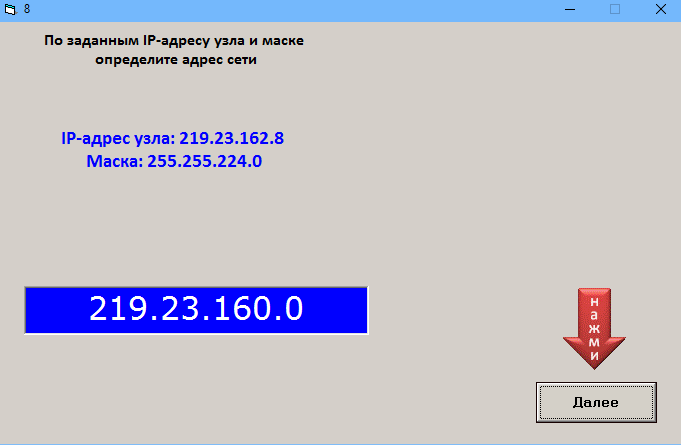 8
По заданным IP-адресу узла и маске
определите адрес сети
IP-адрес узла: 219.23.162.8
Маска: 255.255.224.0
219.23.160.0
нажми
Далее